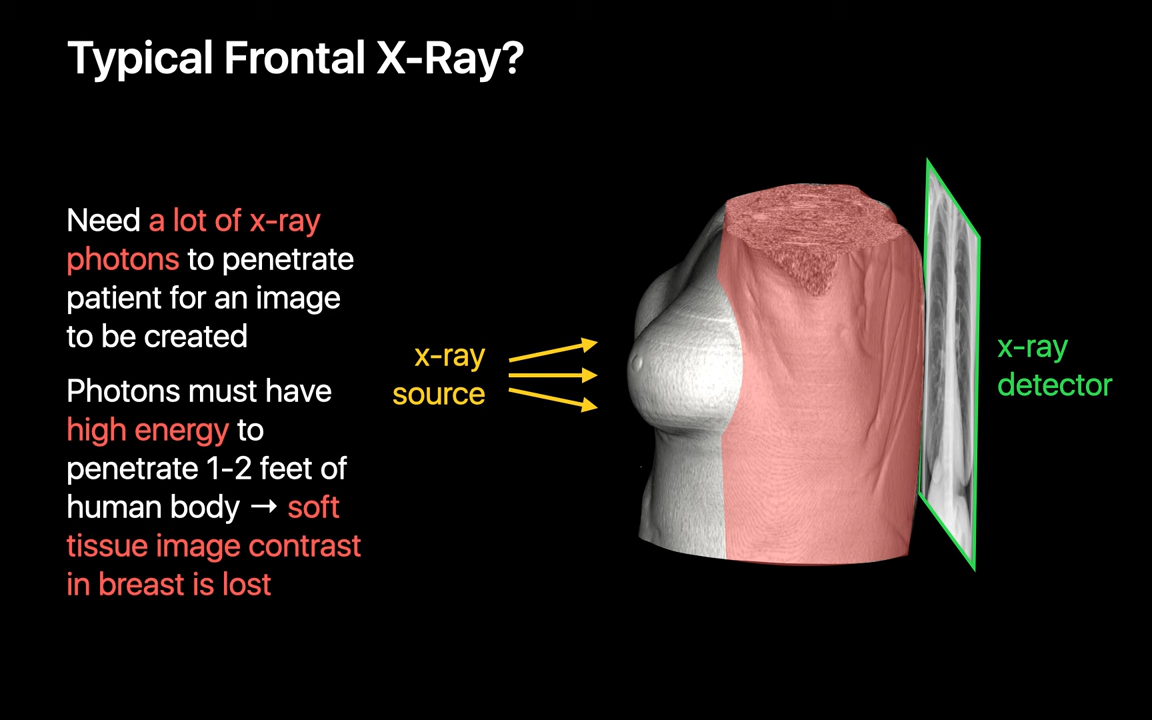 Typical Frontal X-Ray?
Need a lot of x-ray
photons to penetrate
patient for an image
to be created
Photons must have
high energy to
penetrate 1-2 feet of
human body → soft
tissue image contrast
in breast is lost
x-ray
source
x-ray
detector